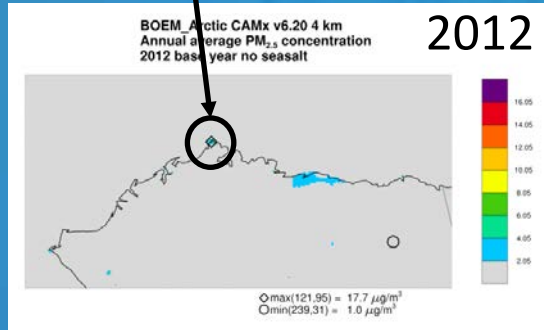 BOEM_Arctic CAMx v6.20 4 km
Annual average PM2.5 concentration
2012 base year no seasalt
2012
16.05
14.05
12.05
10.05
8.05
6.05
4.05
2.05
max(121,95) = 17.7 μg/m³
min(239,31) = 1.0 μg/m³